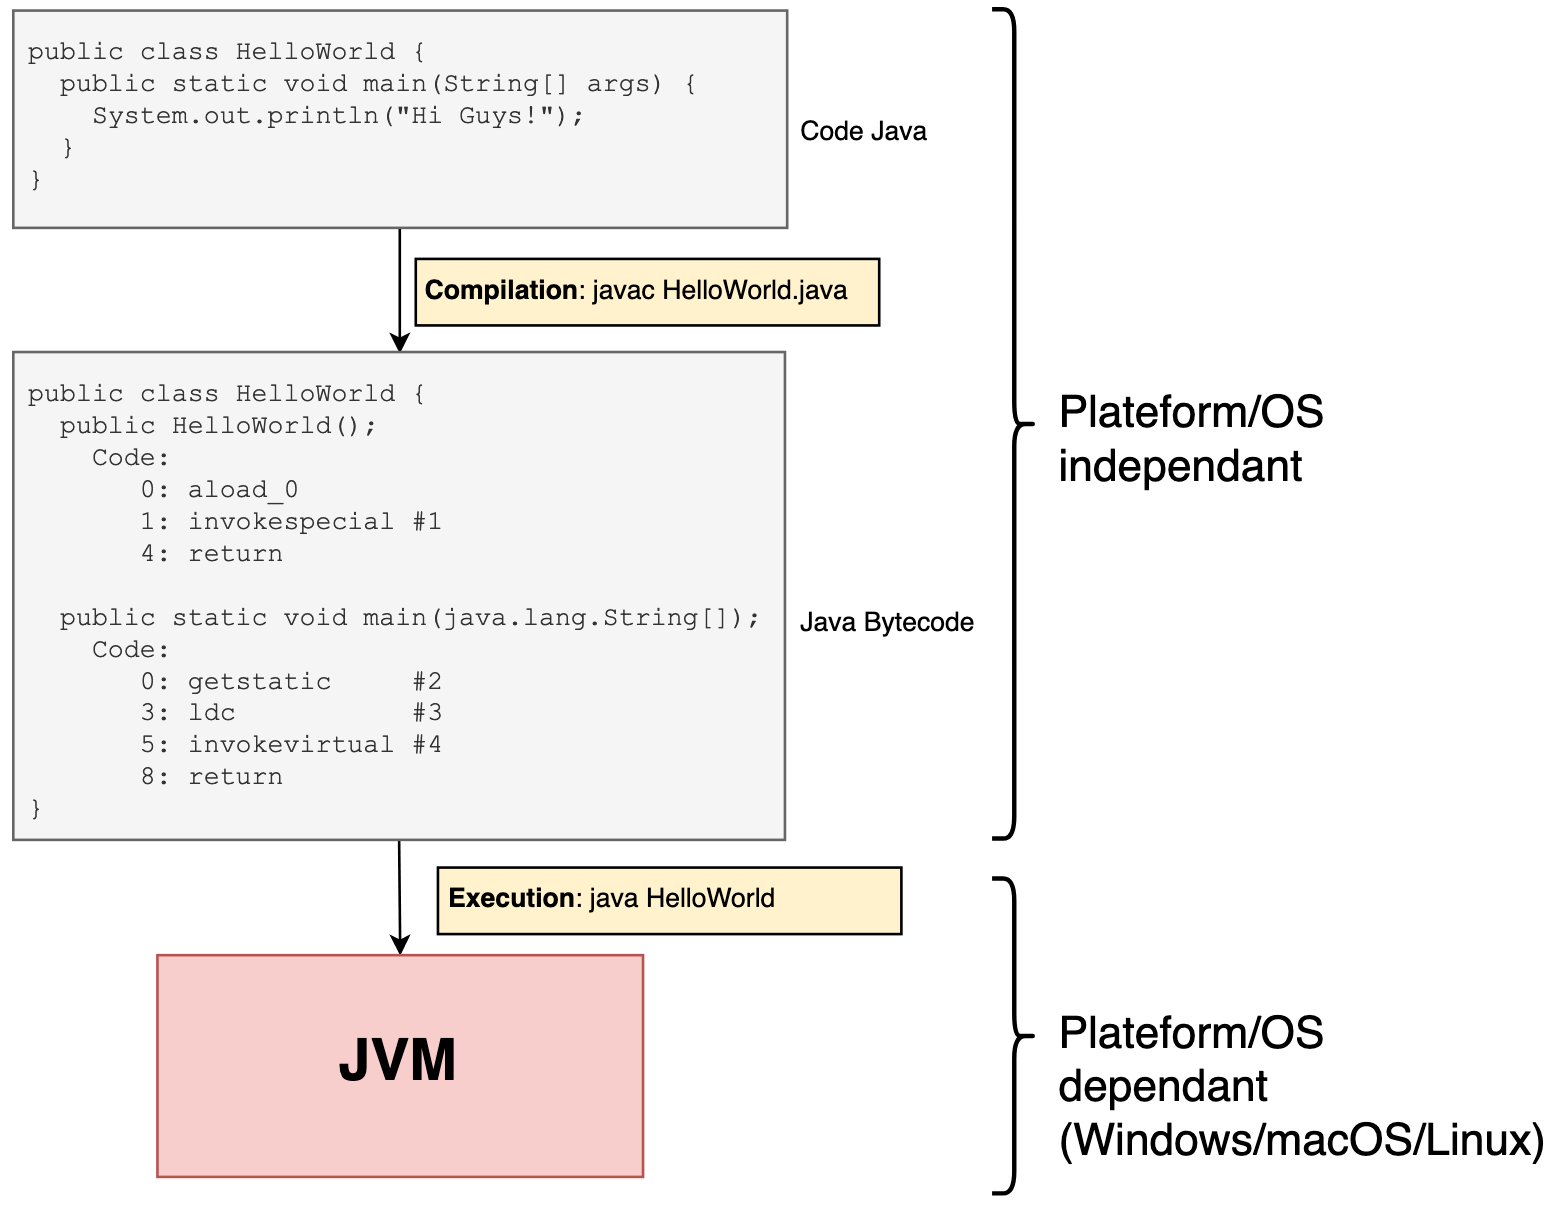 public class HelloWorld {
  public static void main(String[] args) {
    System.out.println("Hi Guys!");
  }
}
Code Java
Compilation: javac HelloWorld.java
public class HelloWorld {
  public HelloWorld();
    Code:
       0: aload_0
       1: invokespecial #1
       4: return
  public static void main(java.lang.String[]);
    Code:
       0: getstatic     #2
       3: ldc           #3
       5: invokevirtual #4
       8: return
}
Java Bytecode
Plateform/OS
independant
Execution: java HelloWorld
JVM
Plateform/OS
dependant
(Windows/macOS/Linux)